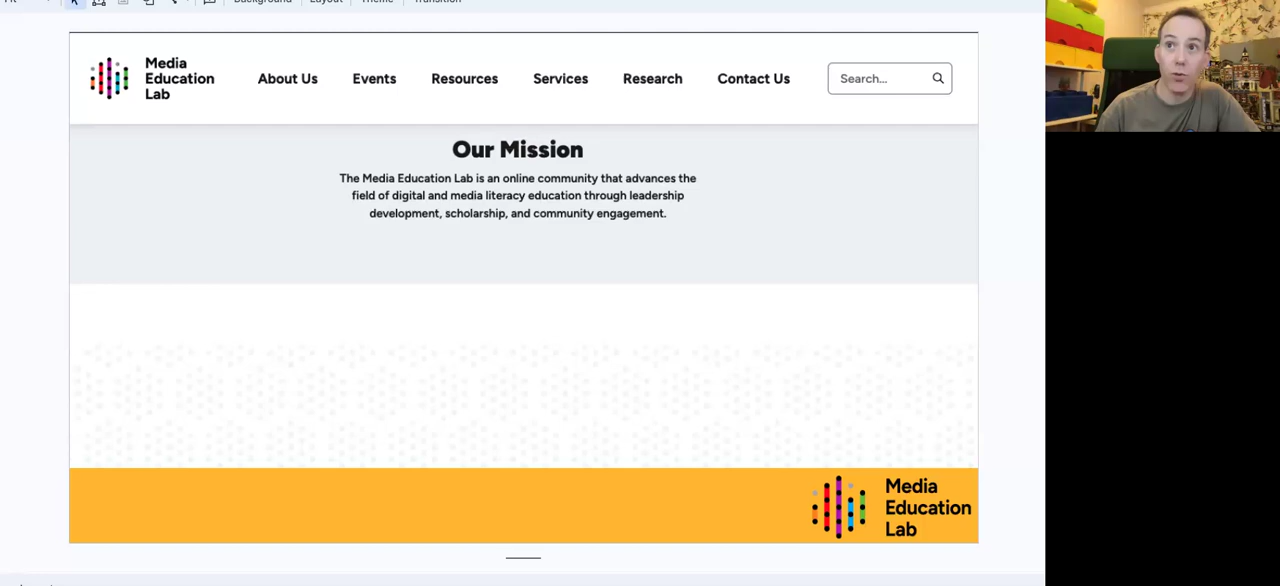 Background Layout Theme Transition
Media
Education
Lab
About Us Events Resources Services Research Contact Us Search...
Our Mission
The Media Education Lab is an online community that advances the
field of digital and media literacy education through leadership
development, scholarship, and community engagement.
Media
Education
Lab